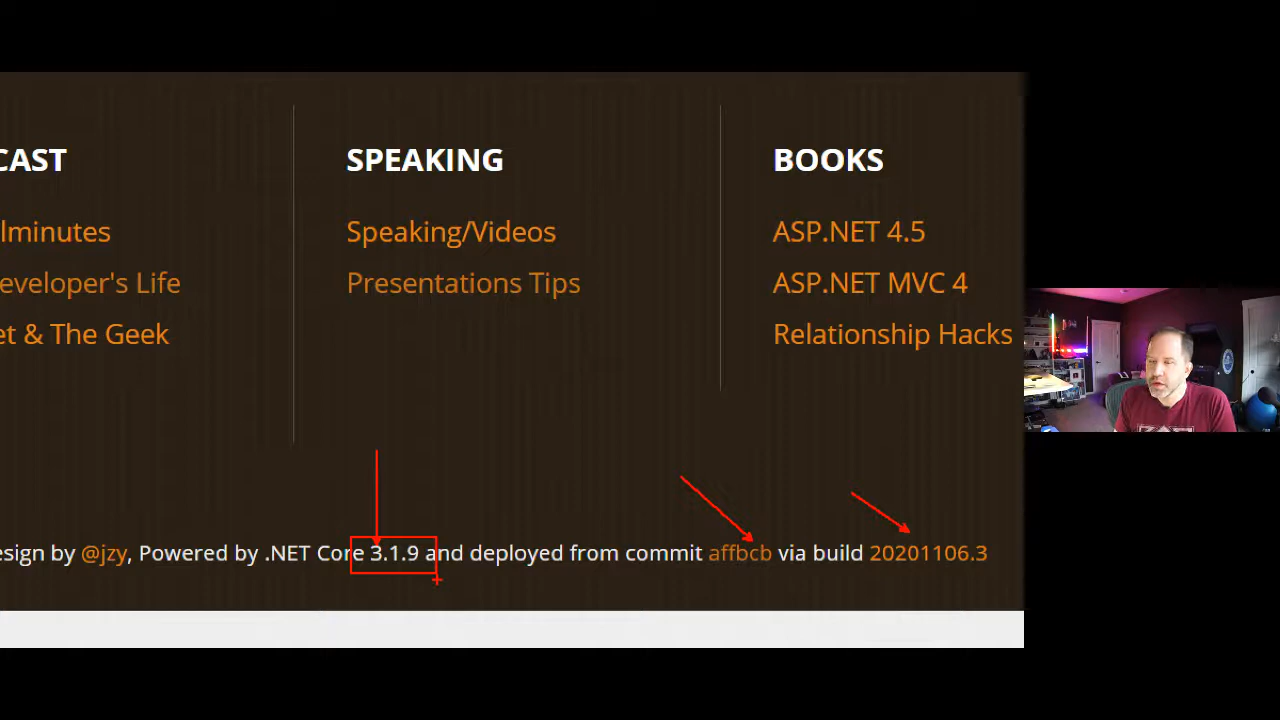 CAST
lminutes
eveloper's Life
et & The Geek
SPEAKING
Speaking/Videos
Presentations Tips
BOOKS
ASP.NET 4.5
ASP.NET MVC 4
Relationship Hacks
esign by @jzy, Powered by .NET Core 3.1.9 and deployed from commit affbcb via build 20201106.3